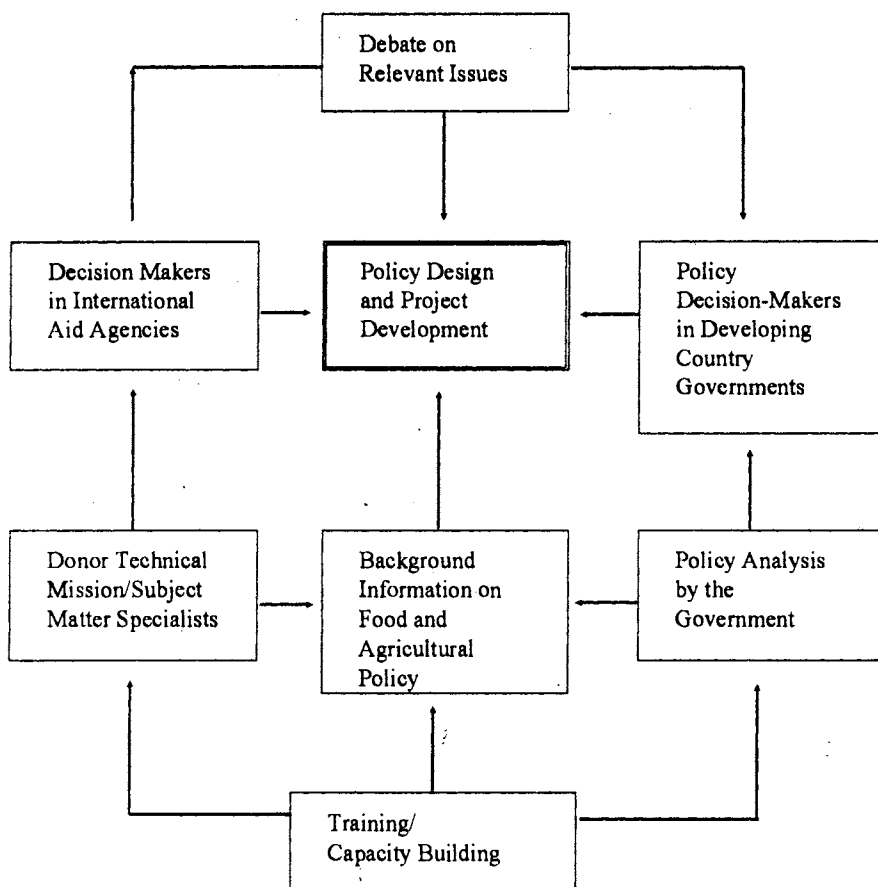 Debate on
Relevant Issues
Decision Makers
in International
Aid Agencies
Policy Design
and Project
Development
Policy
Decision-Makers
in Developing
Country
Governments
Donor Technical
Mission/Subject
Matter Specialists
Background
Information on
Food and
Agricultural
Policy
Policy Analysis
by the
Government
Training/
Capacity Building